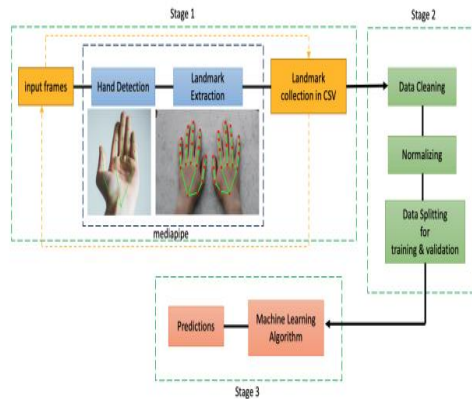 Stage 1
Stage 2
input frames
Hand Detection
Landmark
Extraction
Landmark
collection in CSV
Data Cleaning
Normalizing
Data Splitting
for
training & validation
mediapipe
Predictions
Machine Learning
Algorithm
Stage 3